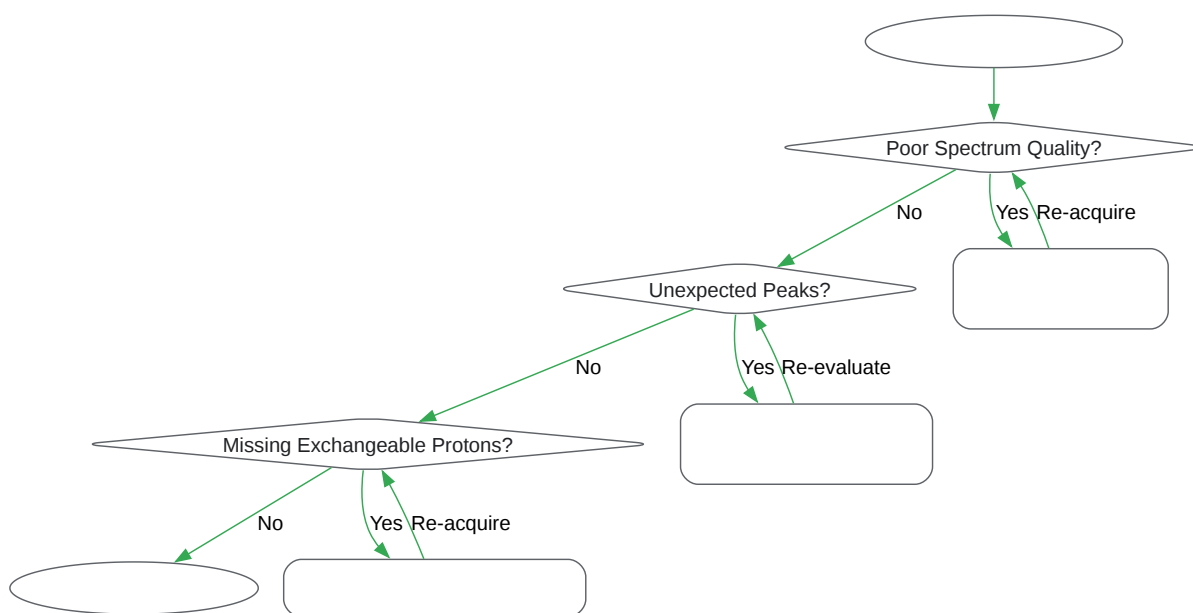 Poor Spectrum Quality?
No
Yes
Re-acquire
Unexpected Peaks?
No
Yes
Re-evaluate
Missing Exchangeable Protons?
No
Yes
Re-acquire